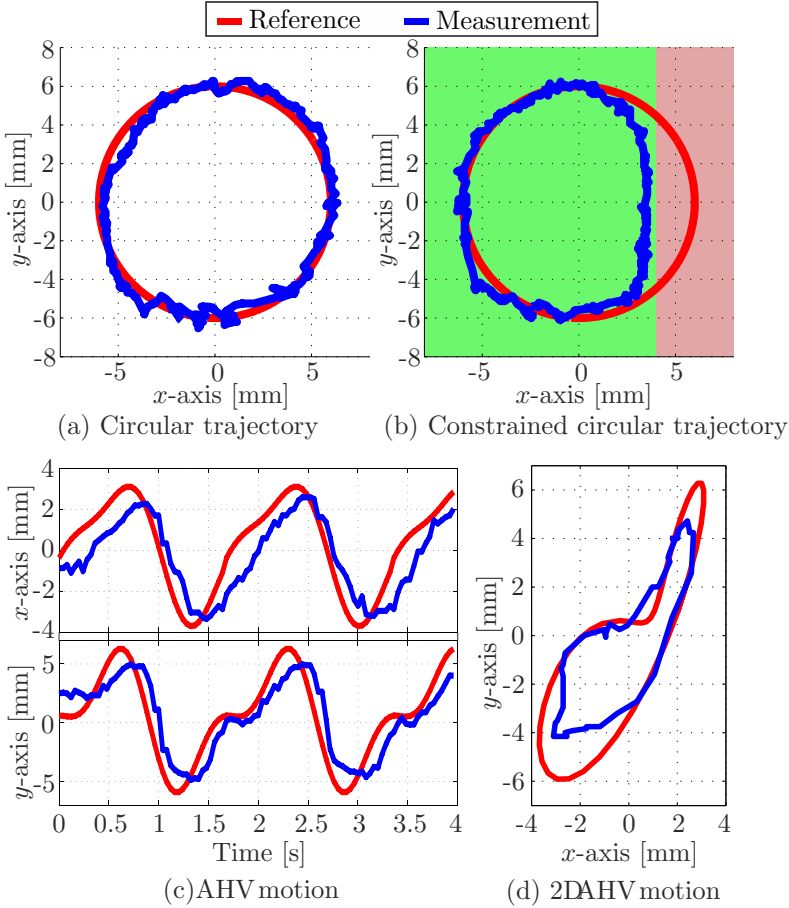 Reference Measurement
8
6
4
2
0
-2
-4
-6
8
y-axis [mm]
-5 0 5
x-axis [mm]
(a) Circular trajectory
8
6
4
2
0
-2
-4
-6
-8
y-axis [mm]
-5 0 5
x-axis [mm]
(b) Constrained circular trajectory
4
2
0
-2
-4
x-axis [mm]
5
0
-5
y-axis [mm]
0 0.5 1 1.5 2 2.5 3 3.5 4
Time [s]
(c)AHV motion
6
4
2
0
-2
-4
-6
y-axis [mm]
-4 -2 0 2 4
x-axis [mm]
(d) 2DAHV motion